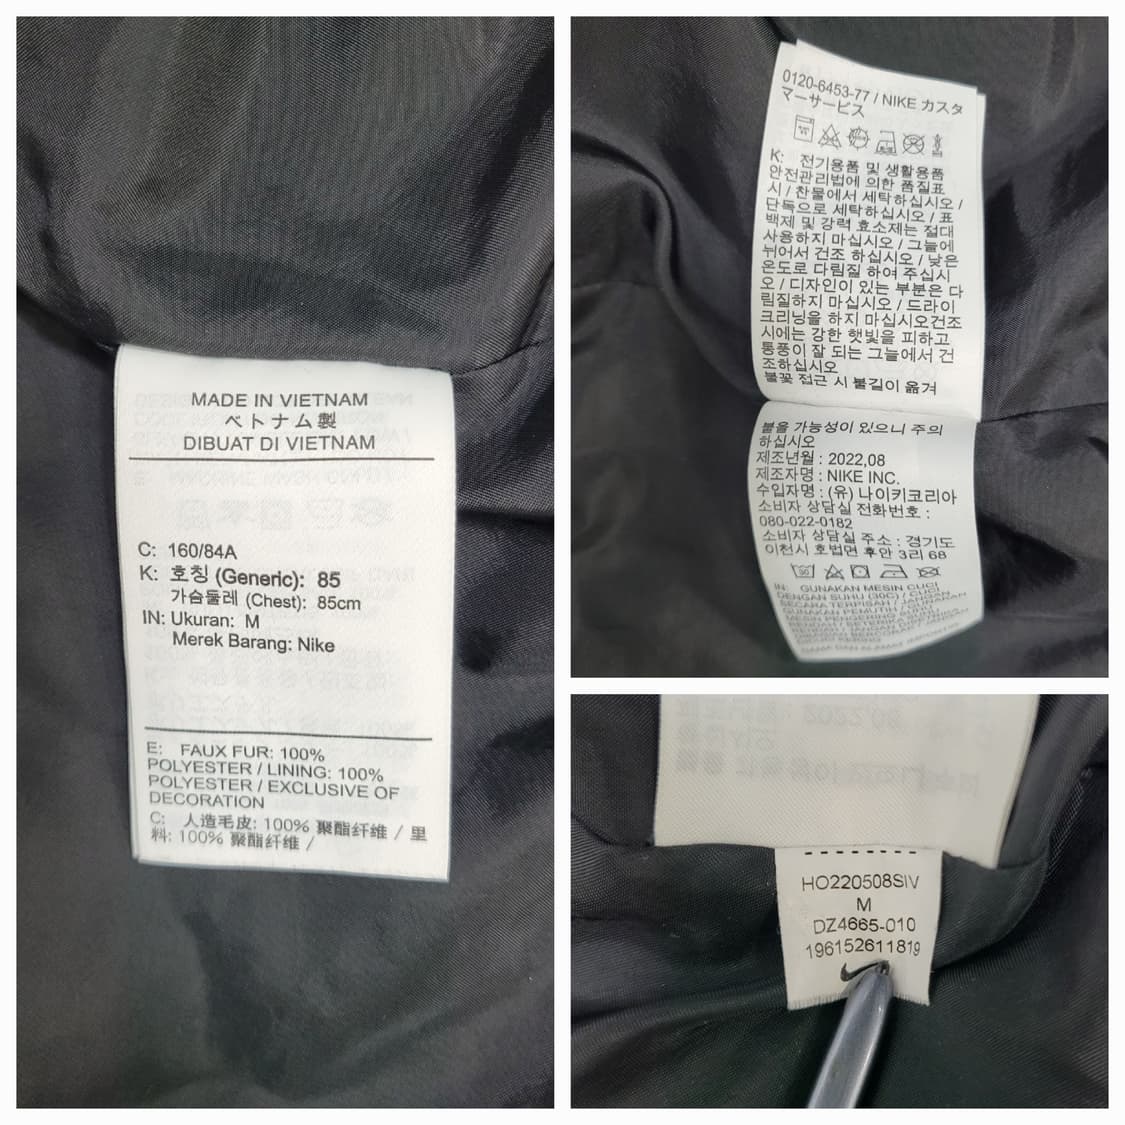 MADE IN VIETNAM
ベトナム製
DIBUAT DI VIETNAM
C: 160/84A
K: 호칭 (Generic): 85
가슴둘레 (Chest): 85cm
IN: Ukuran: M
Merek Barang: Nike
E: FAUX FUR: 100%
POLYESTER / LINING: 100%
POLYESTER / EXCLUSIVE OF
DECORATION
C: 人造毛皮: 100% 聚酯纤维 / 里
料: 100% 聚酯纤维 /
0120-6453-77 / NIKE カスタ
マーサービス
K: 전기용품 및 생활용품
안전관리법에 의한 품질표
시 / 찬물에서 세탁하십시오 /
단독으로 세탁하십시오 / 표
백제 및 강력 효소제는 절대
사용하지 마십시오 / 그늘에
뉘어서 건조 하십시오 / 낮은
온도로 다림질 하여 주십시
오 / 디자인이 있는 부분은 다
림질하지 마십시오 / 드라이
크리닝을 하지 마십시오건조
시에는 강한 햇빛을 피하고
통풍이 잘 되는 그늘에서 건
조하십시오
불꽃 접근 시 불길이 옮겨
붙을 가능성이 있으니 주의
하십시오
제조년월 : 2022,08
제조자명 : NIKE INC.
수입자명 : (유) 나이키코리아
소비자 상담실 전화번호 :
080-022-0182
소비자 상담실 주소 : 경기도
이천시 호법면 후안 3리 68
IN: GUNAKAN MESIN CUCI
DENGAN SUHU (30C) / CUCI
SECARA TERPISAH / JANGAN
GUNAKAN PEMUTIH / GUNAKAN
HO220508SIV
M
DZ4665-010
196152611819